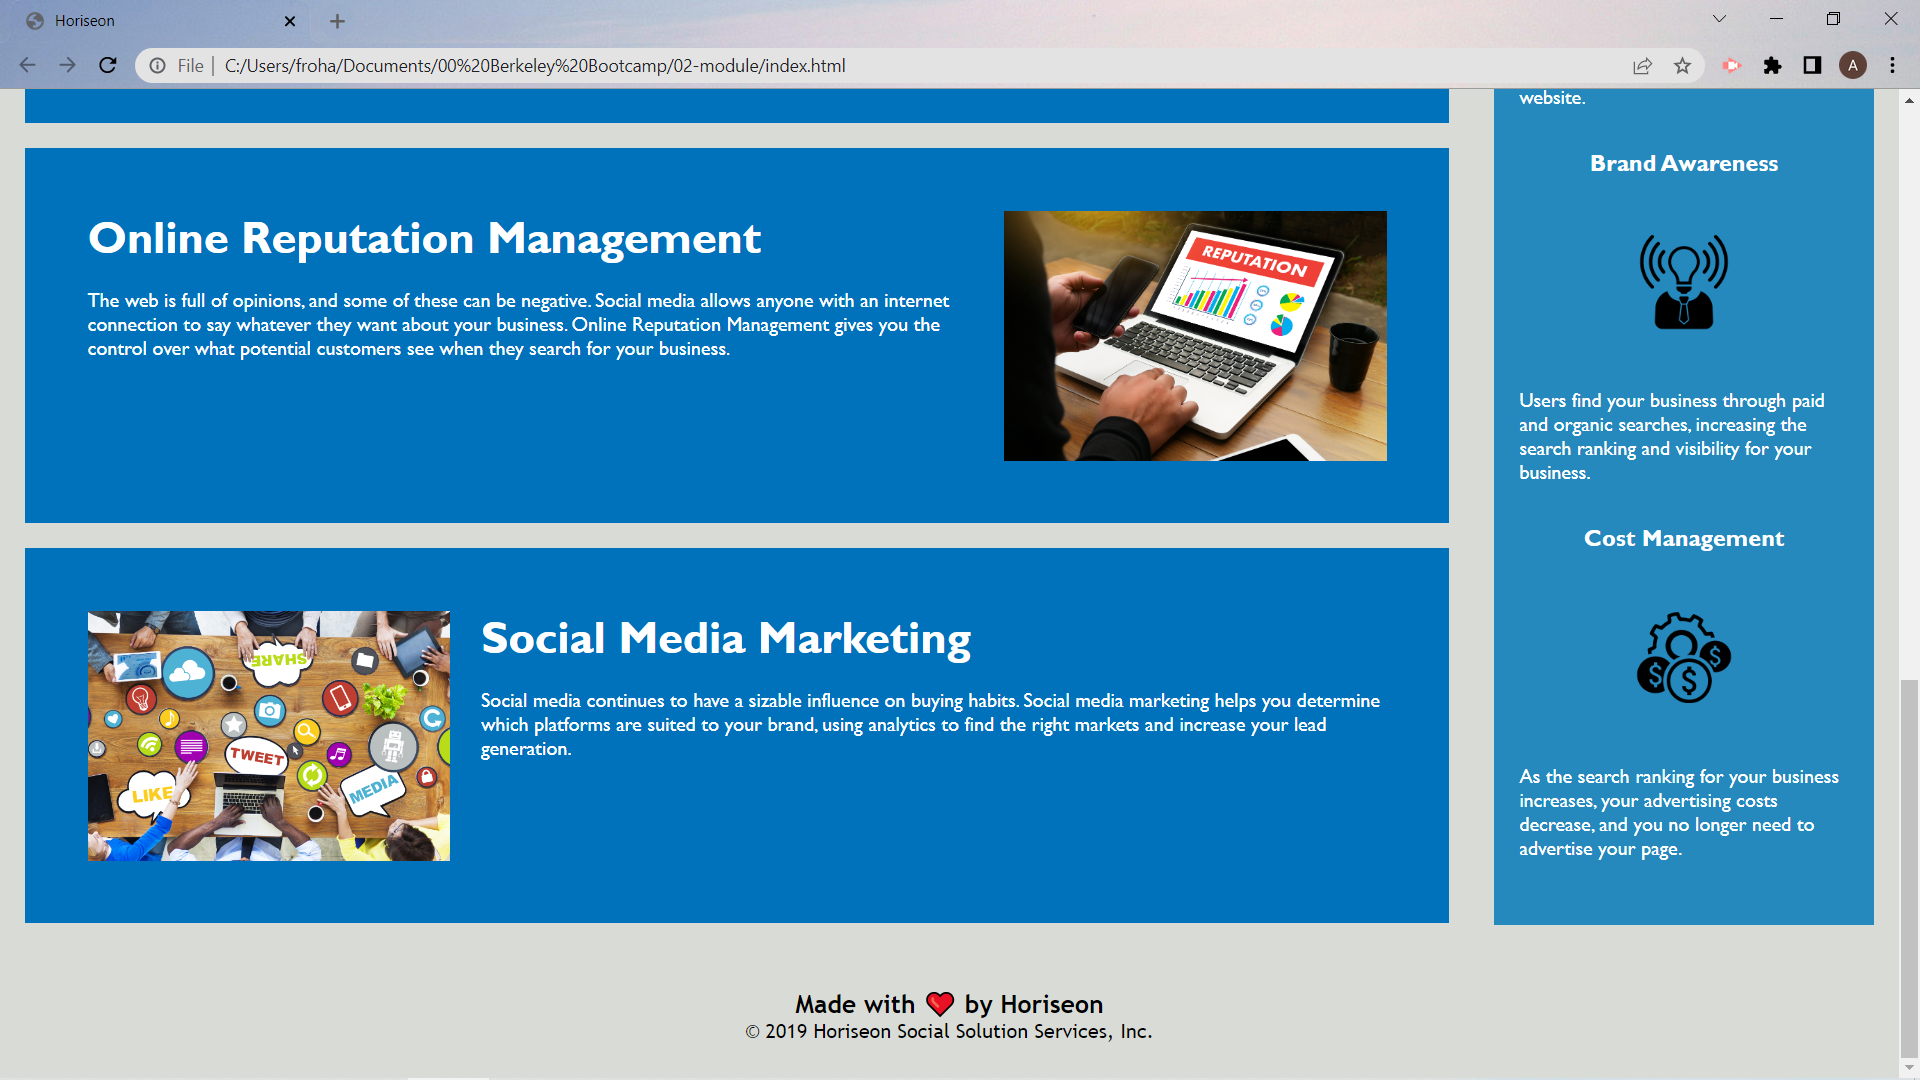 Horiseon
File
C:/Users/froha/Documents/00%20Berkeley%20Bootcamp/02-module/index.html
A
Online Reputation Management
The web is full of opinions, and some of these can be negative. Social media allows anyone with an internet
connection to say whatever they want about your business. Online Reputation Management gives you the
control over what potential customers see when they search for your business.
REPUTATION
SHARE
TWEET
LIKE
MEDIA
Social Media Marketing
Social media continues to have a sizable influence on buying habits. Social media marketing helps you determine
which platforms are suited to your brand, using analytics to find the right markets and increase your lead
generation.
website.
Brand Awareness
Users find your business through paid
and organic searches, increasing the
search ranking and visibility for your
business.
Cost Management
$ $ $
As the search ranking for your business
increases, your advertising costs
decrease, and you no longer need to
advertise your page.
Made with ❤️ by Horiseon
© 2019 Horiseon Social Solution Services, Inc.